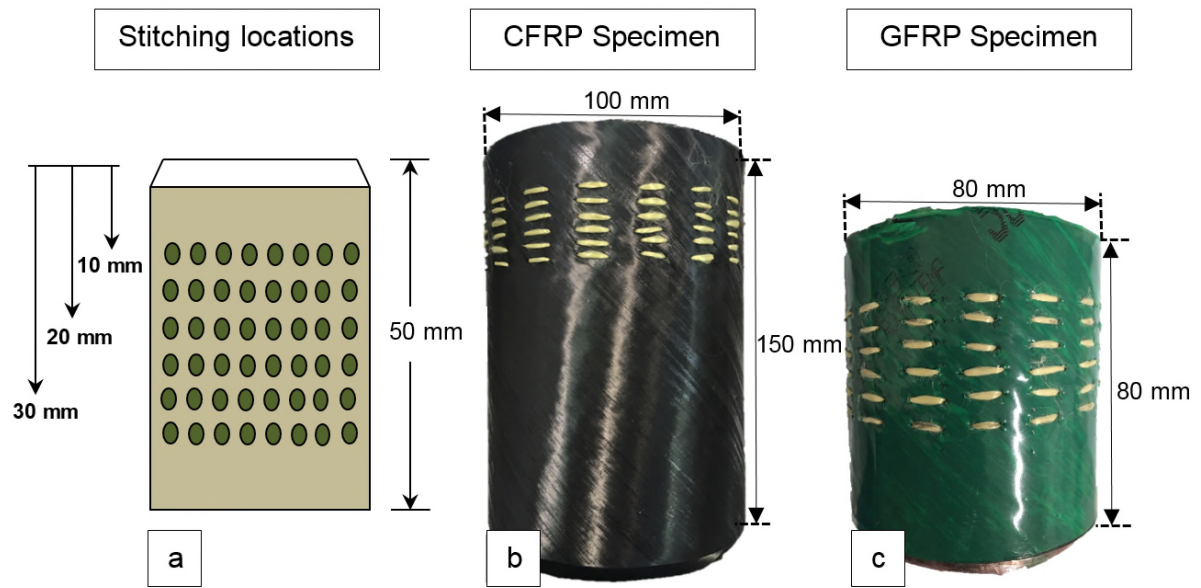 Stitching locations
CFRP Specimen
GFRP Specimen
100 mm
80 mm
10 mm
20 mm
30 mm
50 mm
150 mm
80 mm
a
b
c